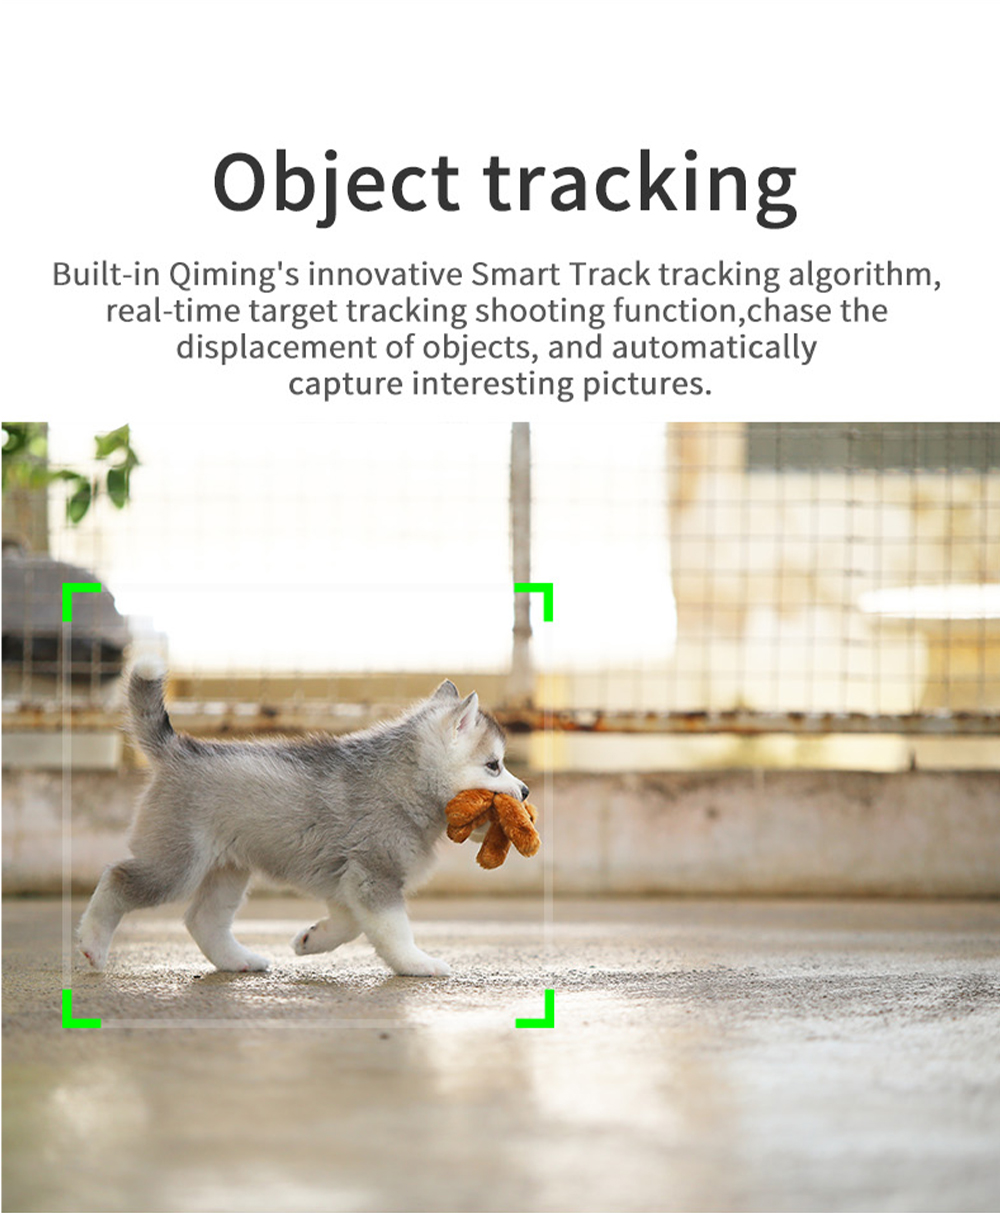 Object tracking
Built-in Qiming's innovative Smart Track tracking algorithm,
real-time target tracking shooting function,chase the
displacement of objects, and automatically
capture interesting pictures.